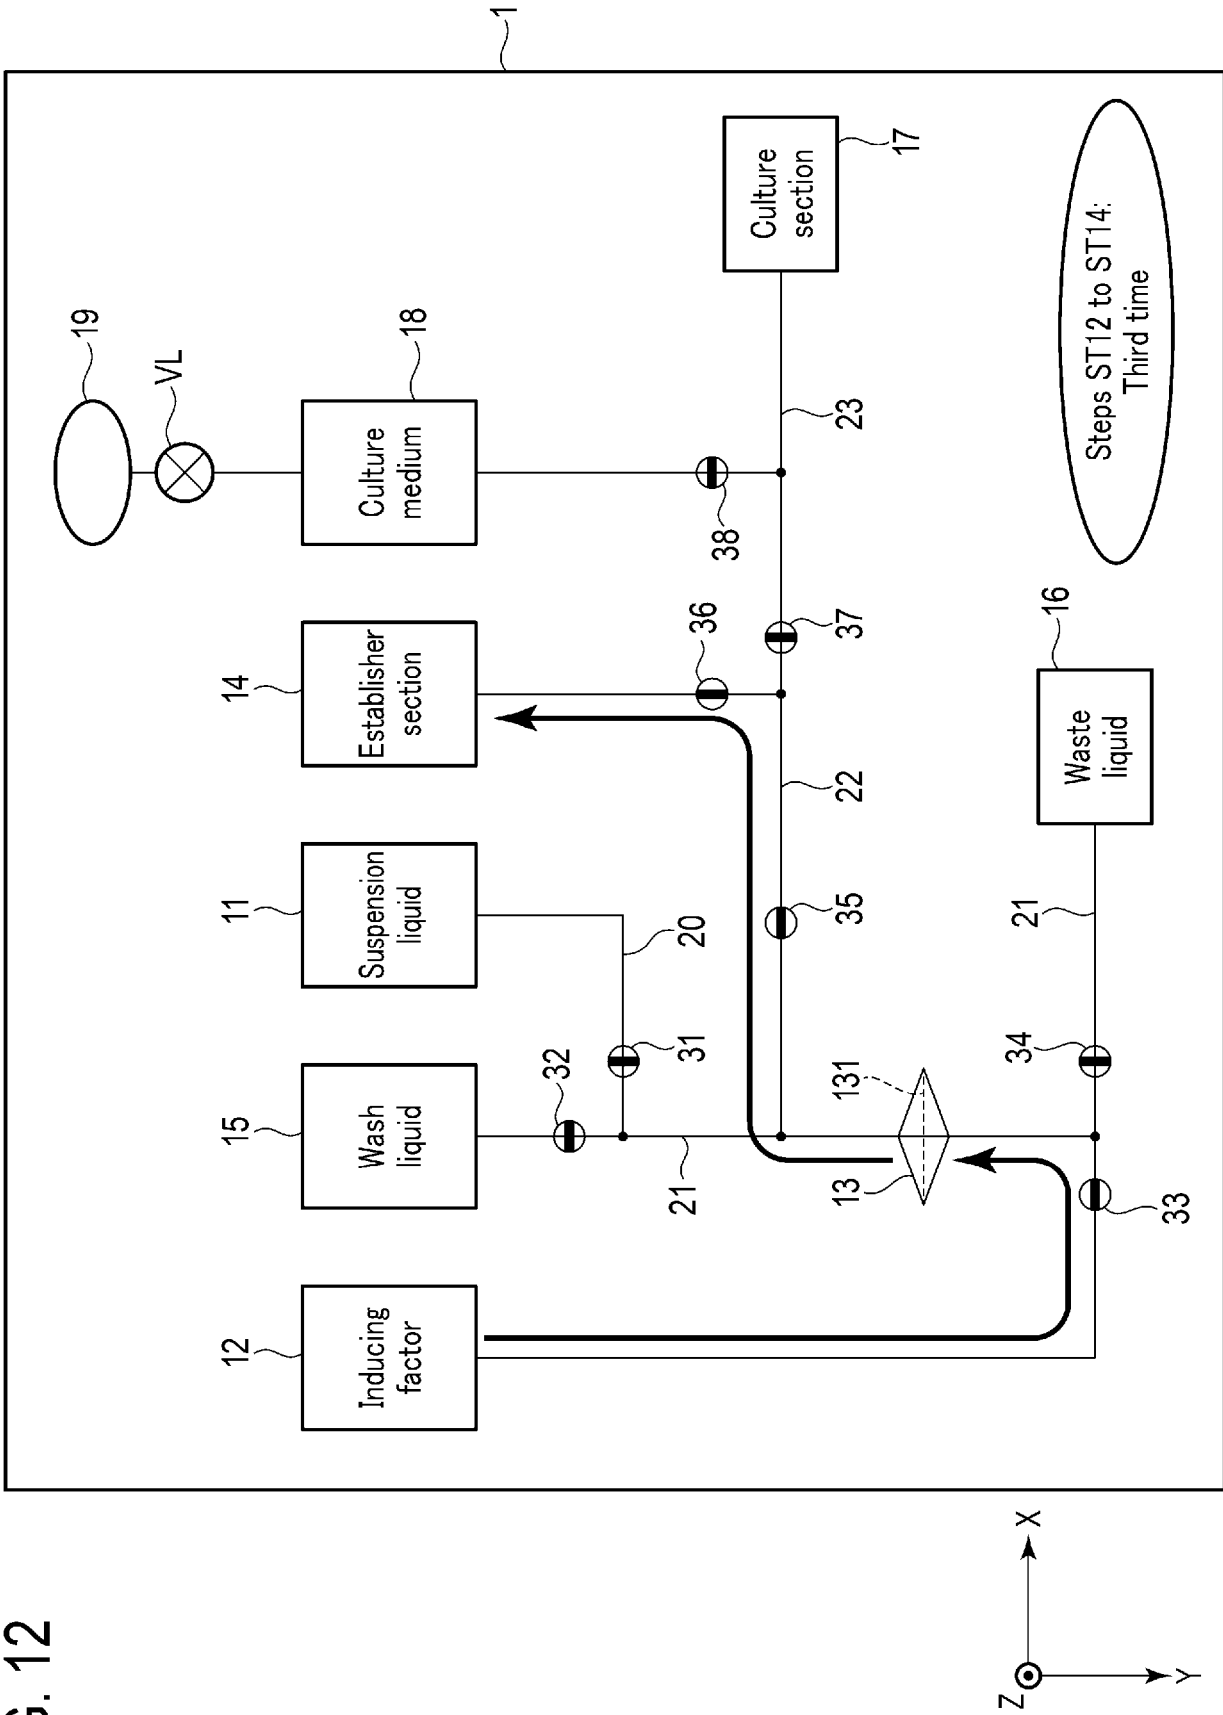 G. 12
1
19
VL
18
Culture
medium
14
Establisher
section
11
Suspension
liquid
15
Wash
liquid
12
Inducing
factor
Culture
section
17
23
38
36
37
22
35
20
31
32
21
131
13
33
34
21
16
Waste
liquid
Steps ST12 to ST14:
Third time
X
Y
Z